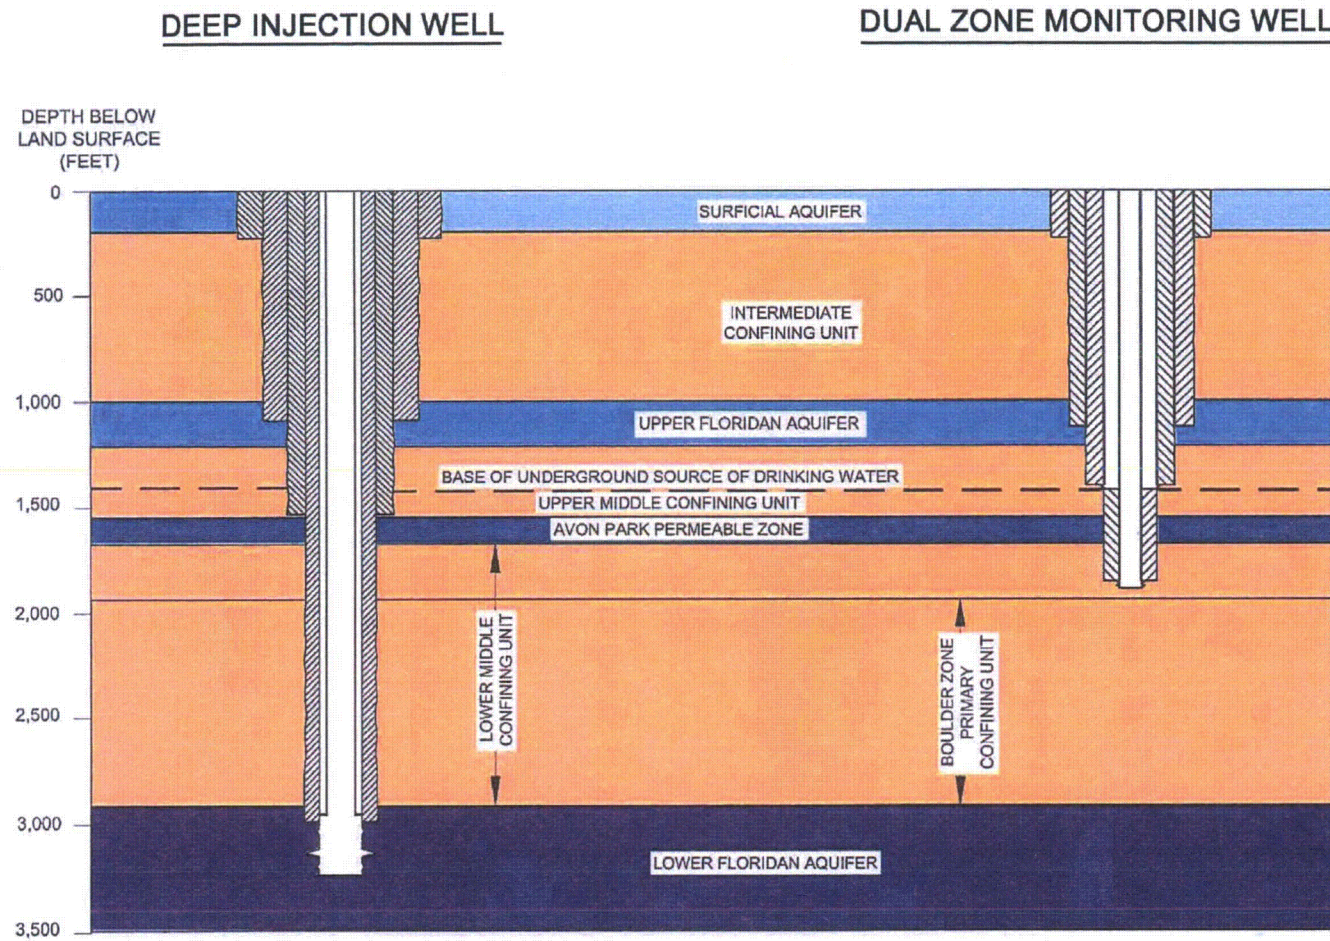 DEEP INJECTION WELL
DUAL ZONE MONITORING WELL
DEPTH BELOW
LAND SURFACE
(FEET)
0
SURFICIAL AQUIFER
500
INTERMEDIATE
CONFINING UNIT
1,000
UPPER FLORIDAN AQUIFER
BASE OF UNDERGROUND SOURCE OF DRINKING WATER
1,500
UPPER MIDDLE CONFINING UNIT
AVON PARK PERMEABLE ZONE
2,000
LOWER MIDDLE
CONFINING UNIT
BOULDER ZONE
PRIMARY
CONFINING UNIT
2,500
3,000
LOWER FLORIDAN AQUIFER
3,500